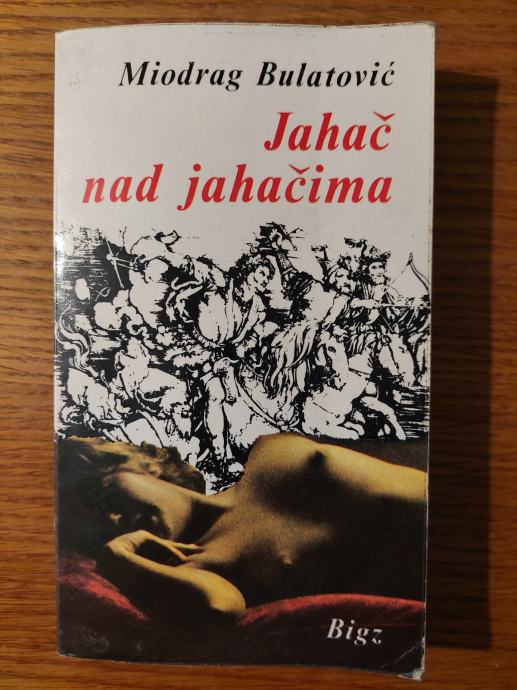 Miodrag Bulatović
Jahač
nad jahačima
Bigz